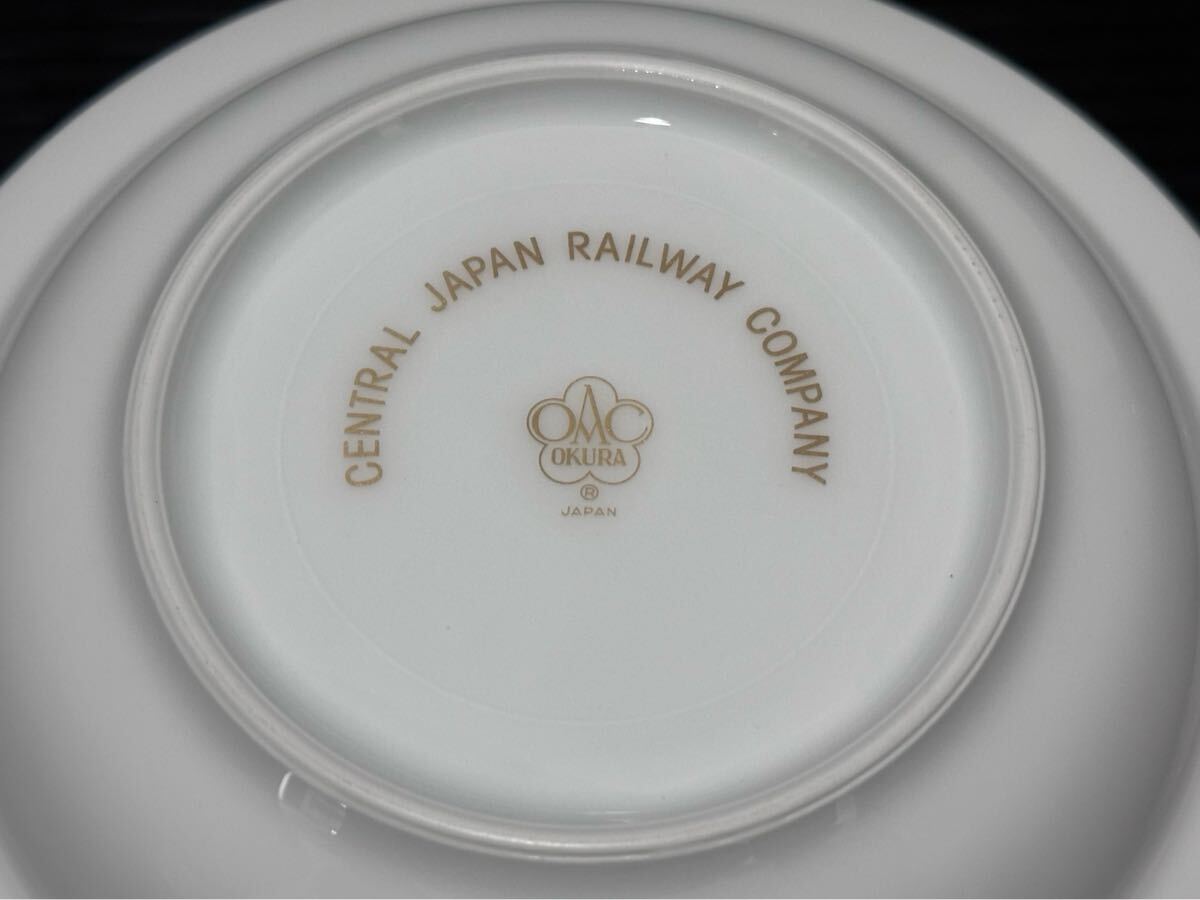 CENTRAL JAPAN RAILWAY COMPANY
OAC
OKURA
®
JAPAN